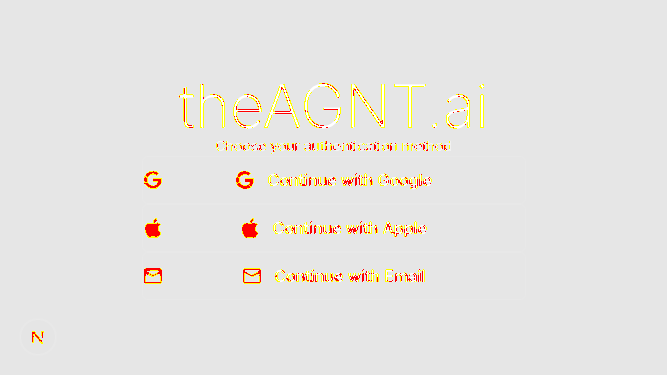 theAGNT.ai
Choose your authentication method
Continue with Google
Continue with Apple
Continue with Email
N